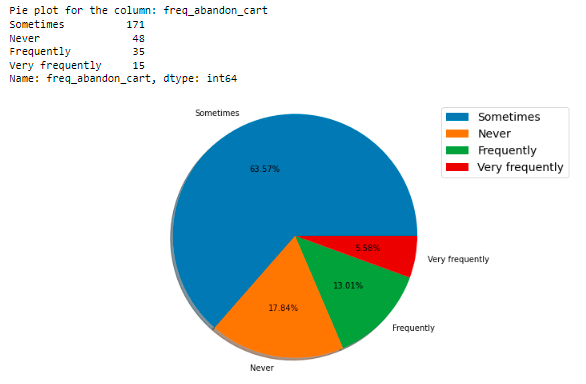 Pie plot for the column: freq_abandon_cart
Sometimes 171
Never 48
Frequently 35
Very frequently 15
Name: freq_abandon_cart, dtype: int64
Sometimes
Sometimes
Never
Frequently
Very frequently
63.57%
5.58%
Very frequently
13.01%
17.84%
Frequently
Never